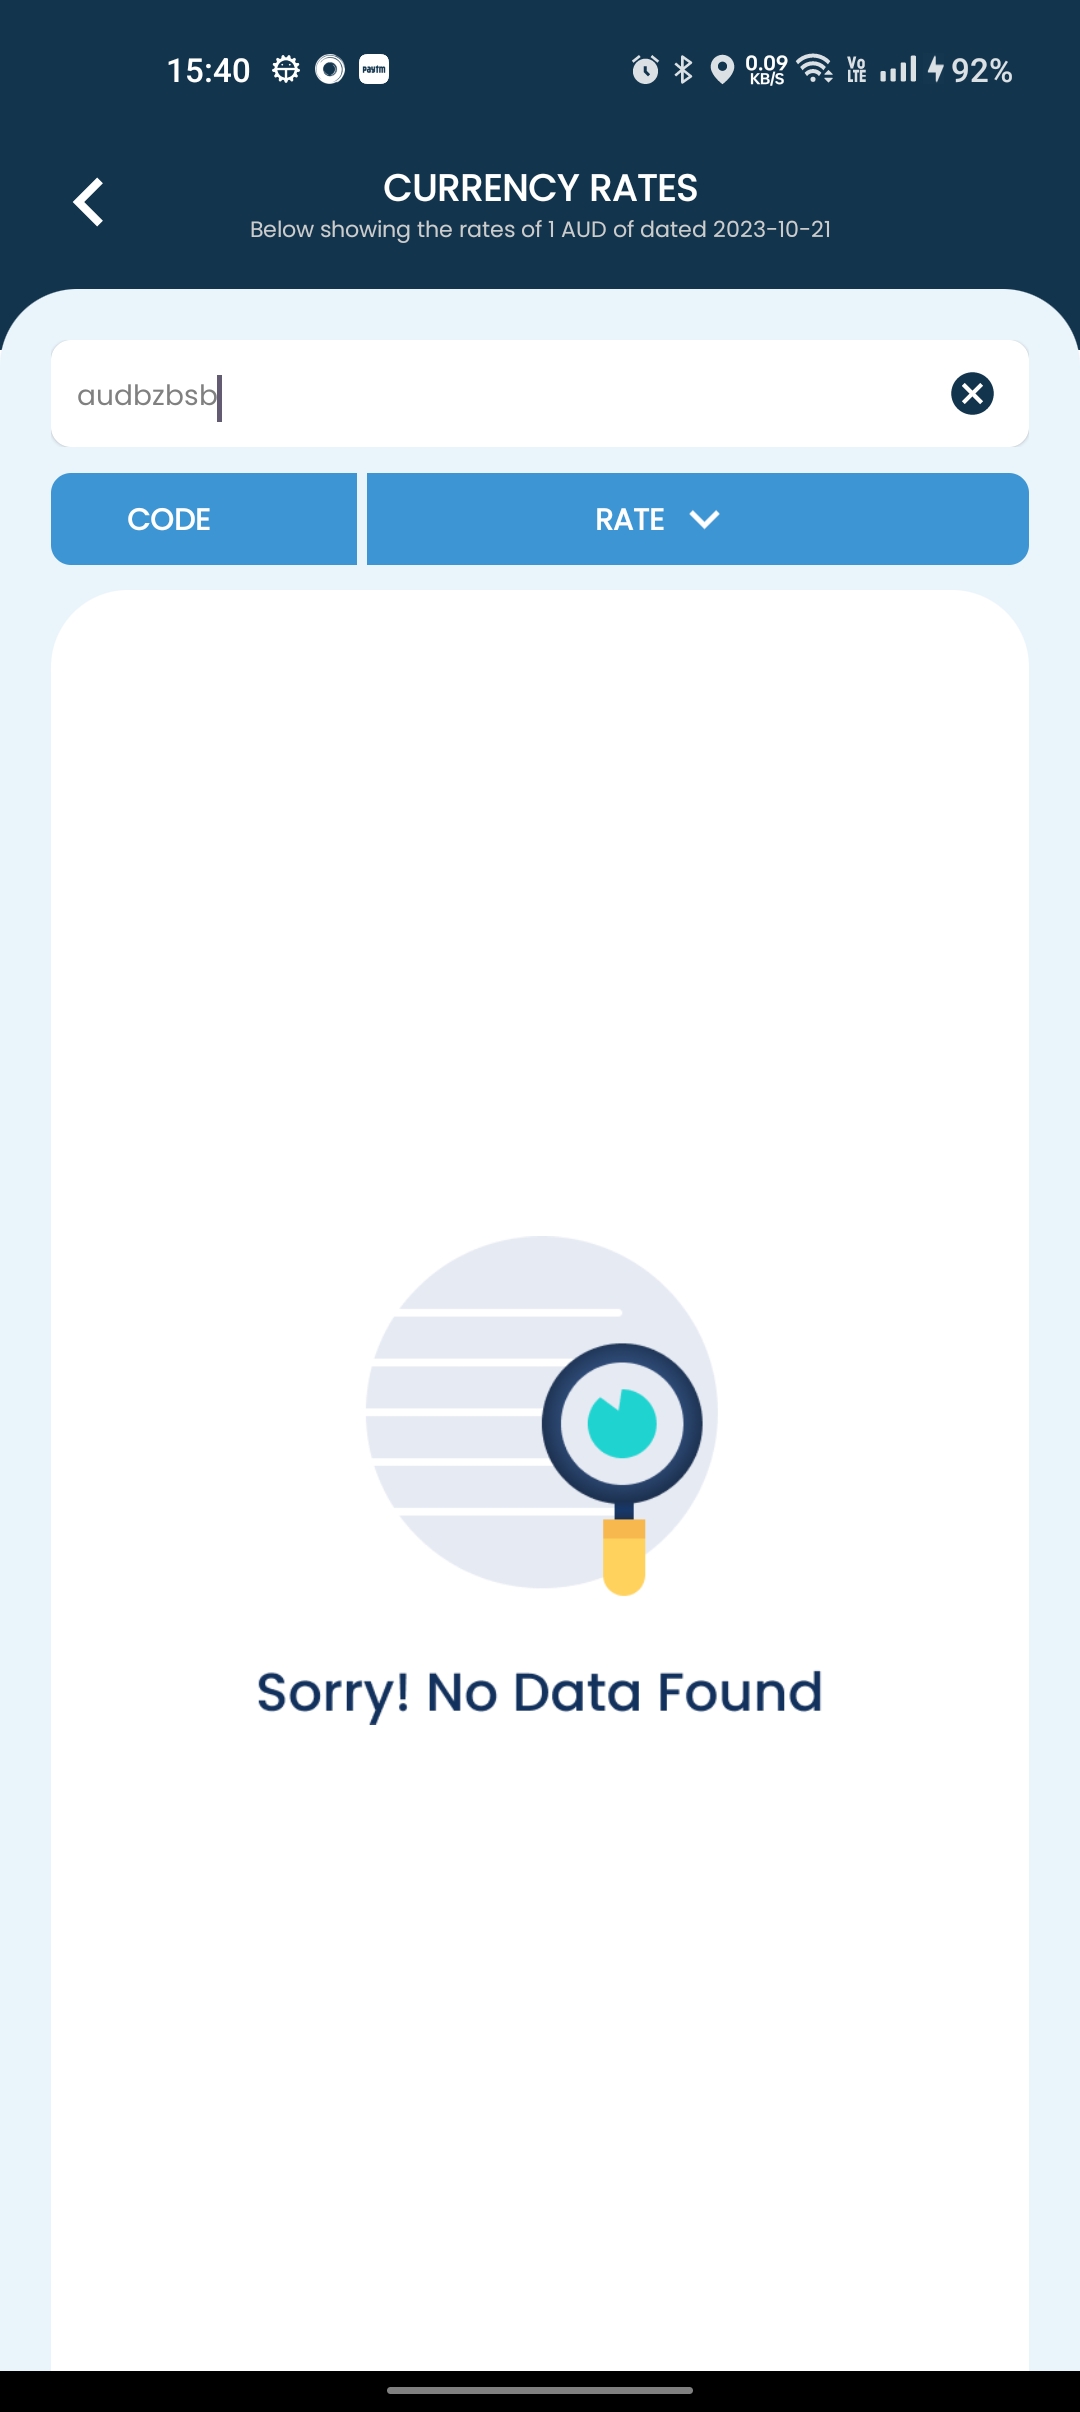 15:40 Paytm 0.09 KB/S Vo LTE 92%
CURRENCY RATES
Below showing the rates of 1 AUD of dated 2023-10-21
audbzbsb
CODE RATE
Sorry! No Data Found